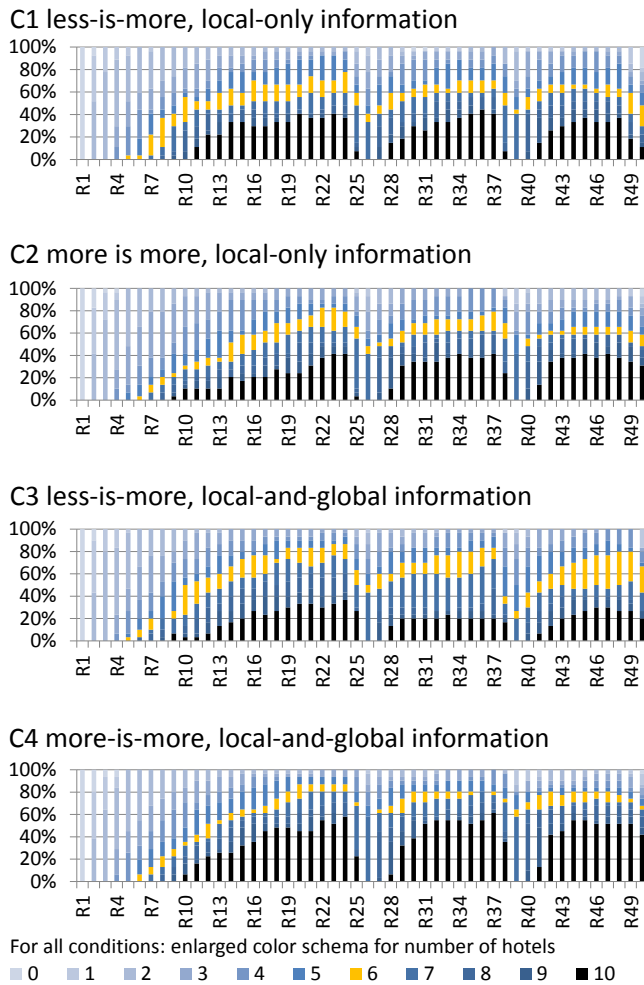 C1 less-is-more, local-only information
100%
80%
60%
40%
20%
0%
R1 R4 R7 R10 R13 R16 R19 R22 R25 R28 R31 R34 R37 R40 R43 R46 R49
C2 more is more, local-only information
100%
80%
60%
40%
20%
0%
R1 R4 R7 R10 R13 R16 R19 R22 R25 R28 R31 R34 R37 R40 R43 R46 R49
C3 less-is-more, local-and-global information
100%
80%
60%
40%
20%
0%
R1 R4 R7 R10 R13 R16 R19 R22 R25 R28 R31 R34 R37 R40 R43 R46 R49
C4 more-is-more, local-and-global information
100%
80%
60%
40%
20%
0%
R1 R4 R7 R10 R13 R16 R19 R22 R25 R28 R31 R34 R37 R40 R43 R46 R49
For all conditions: enlarged color schema for number of hotels
0 1 2 3 4 5 6 7 8 9 10